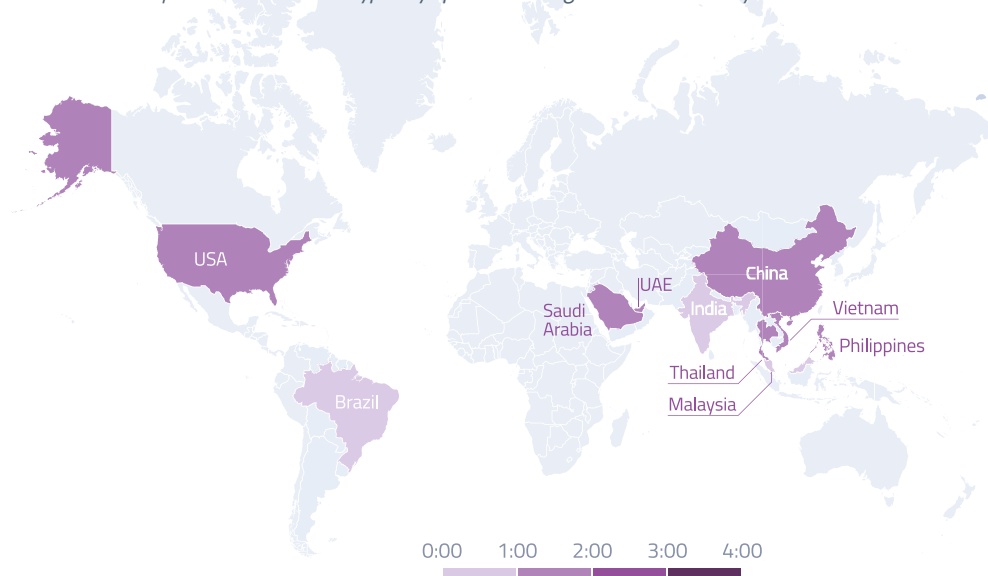 USA
China
UAE
India
Saudi
Arabia
Vietnam
Philippines
Thailand
Malaysia
Brazil
0:00 1:00 2:00 3:00 4:00